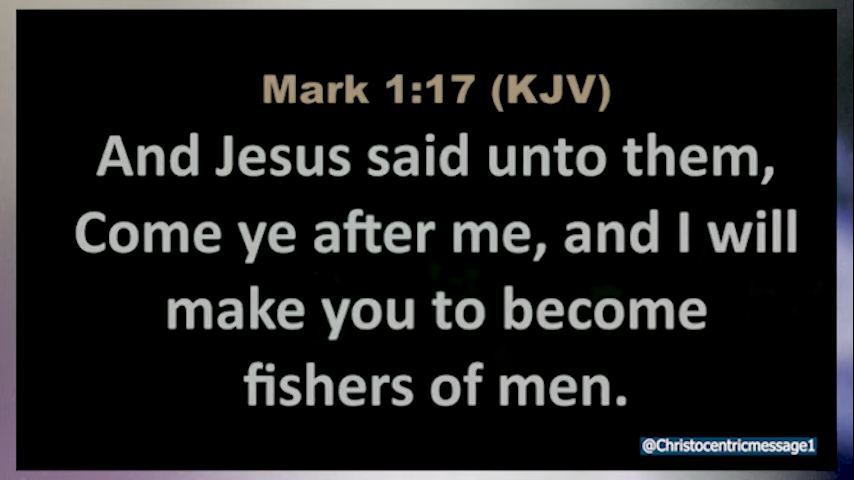 Mark 1:17 (KJV)
And Jesus said unto them,
Come ye after me, and I will
make you to become
fishers of men.
@Christocentricmessage1